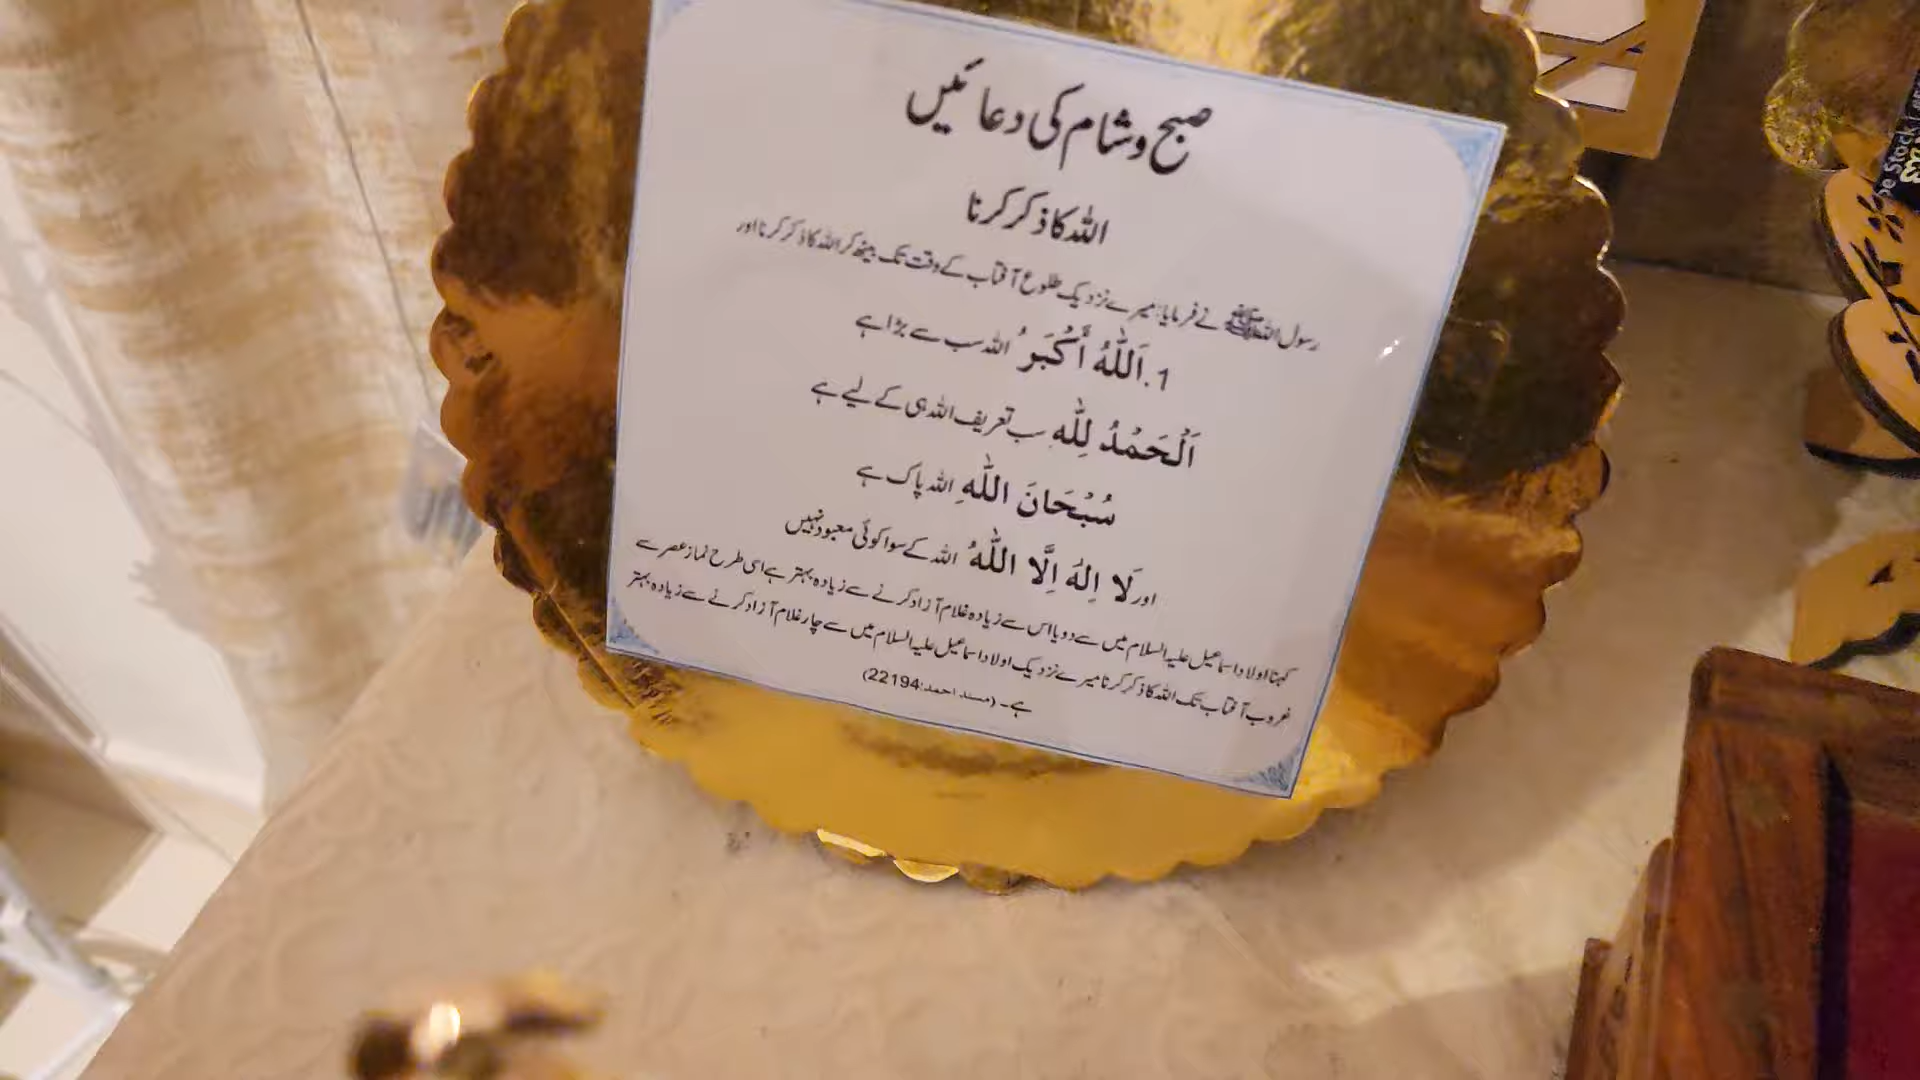 صبح و شام کی دعائیں
اللہ کا ذکر کرنا
رسول اللہ ﷺ نے فرمایا: میرے نزدیک طلوع آفتاب کے وقت تک بیٹھ کر اللہ کا ذکر کرنا اور
1. اَللّٰهُ أَكْبَرُ اللہ سب سے بڑا ہے
اَلْحَمْدُ لِلّٰهِ سب تعریف اللہ ہی کے لیے ہے
سُبْحَانَ اللّٰهِ اللہ پاک ہے
اور لَا اِلٰهَ اِلَّا اللّٰهُ اللہ کے سوا کوئی معبود نہیں
کہنا اولاد اسماعیل علیہ السلام میں سے دو یا اس سے زیادہ غلام آزاد کرنے سے زیادہ بہتر ہے اسی طرح نماز عصر سے
غروب آفتاب تک اللہ کا ذکر کرنا میرے نزدیک اولاد اسماعیل علیہ السلام میں سے چار غلام آزاد کرنے سے زیادہ بہتر
ہے۔ (مسند احمد: 22194)